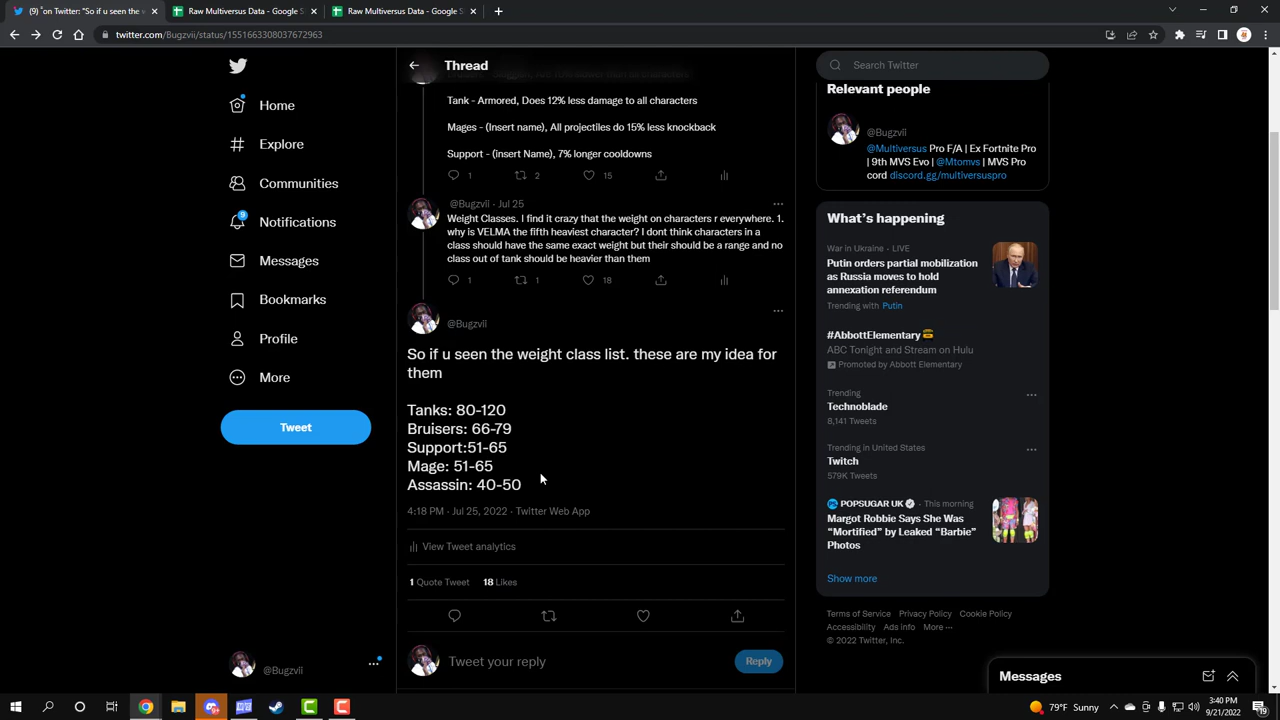 (9) "Bugzvii on Twitter: "So if u seen the w
Raw Multiversus Data - Google S
Raw Multiversus Data - Google S
twitter.com/Bugzvii/status/1551663308037672963
Home
Explore
Communities
9
Notifications
Messages
Bookmarks
Profile
More
Tweet
@Bugzvii
Thread
Tank - Armored, Does 12% less damage to all characters
Mages - (Insert name), All projectiles do 15% less knockback
Support - (insert Name), 7% longer cooldowns
1 2 15
@Bugzvii · Jul 25
Weight Classes. I find it crazy that the weight on characters r everywhere. 1.
why is VELMA the fifth heaviest character? I dont think characters in a
class should have the same exact weight but their should be a range and no
class out of tank should be heavier than them
1 1 18
@Bugzvii
So if u seen the weight class list. these are my idea for
them
Tanks: 80-120
Bruisers: 66-79
Support:51-65
Mage: 51-65
Assassin: 40-50
4:18 PM · Jul 25, 2022 · Twitter Web App
View Tweet analytics
1 Quote Tweet 18 Likes
Tweet your reply
Reply
Search Twitter
Relevant people
@Bugzvii
@Multiversus Pro F/A | Ex Fortnite Pro
| 9th MVS Evo | @Mtomvs | MVS Pro
cord discord.gg/multiversuspro
What's happening
War in Ukraine · LIVE
Putin orders partial mobilization
as Russia moves to hold
annexation referendum
Trending with Putin
#AbbottElementary
ABC Tonight and Stream on Hulu
Promoted by Abbott Elementary
Trending
Technoblade
8,141 Tweets
Trending in United States
Twitch
579K Tweets
POPSUGAR UK · This morning
Margot Robbie Says She Was
"Mortified" by Leaked "Barbie"
Photos
Show more
Terms of Service Privacy Policy Cookie Policy
Accessibility Ads info More ···
© 2022 Twitter, Inc.
Messages
79°F Sunny
3:40 PM
9/21/2022
19